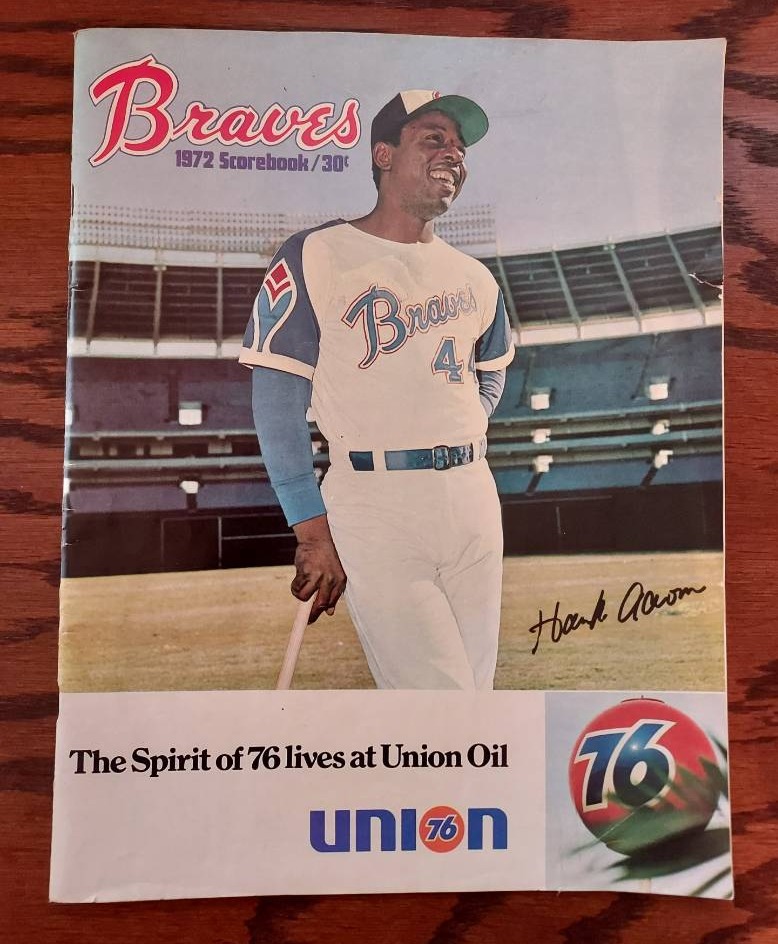 Braves
1972 Scorebook/30¢
Braves
44
Hank Aaron
The Spirit of 76 lives at Union Oil
76
union
76